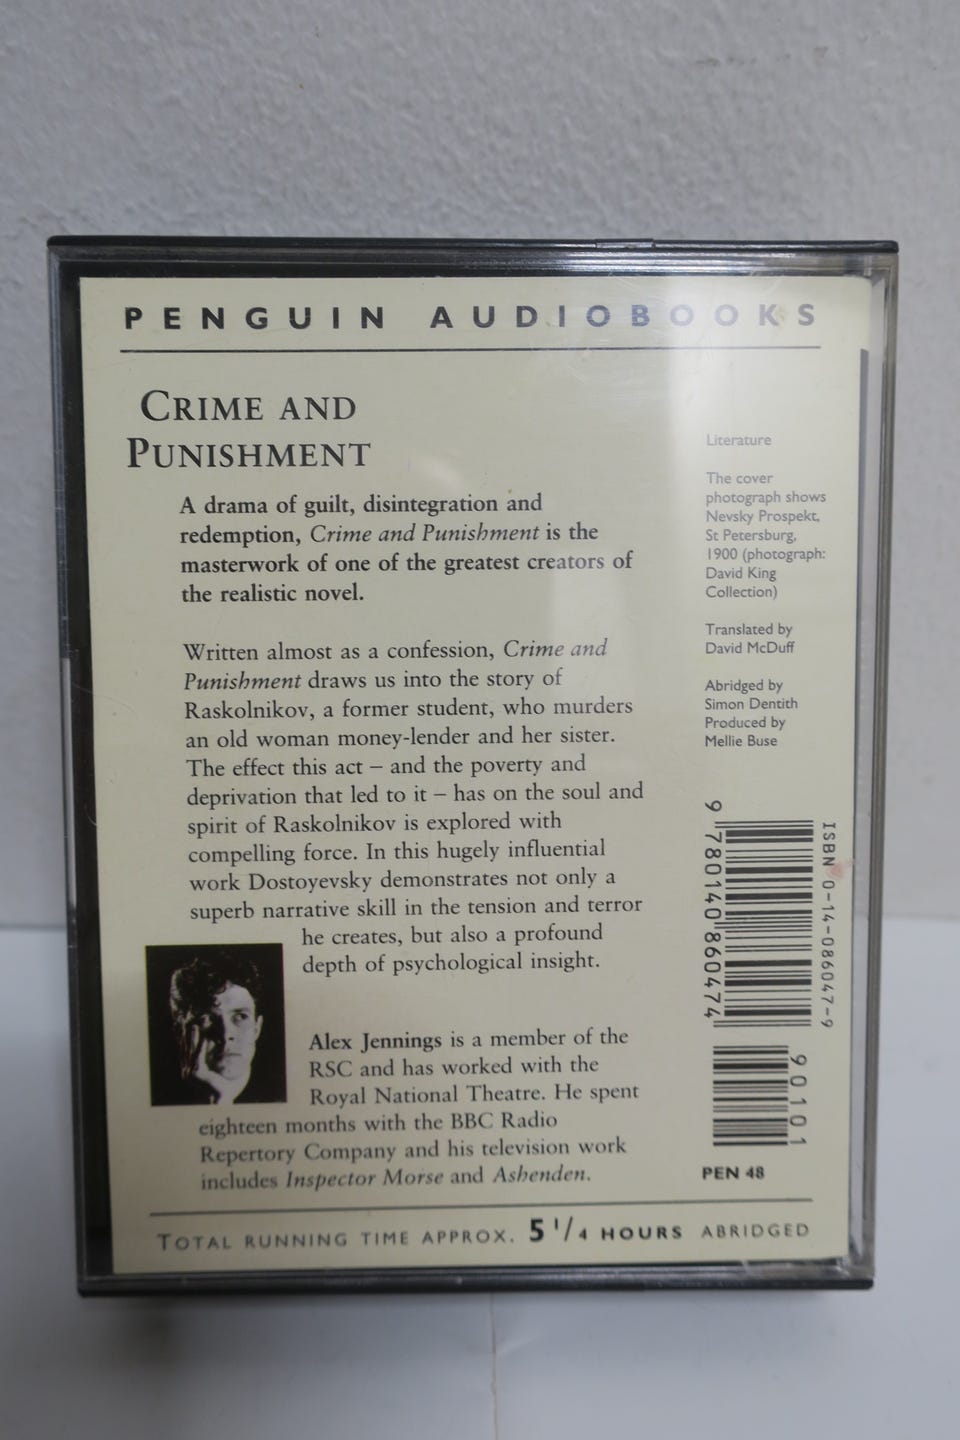 PENGUIN AUDIOBOOKS
CRIME AND
PUNISHMENT
A drama of guilt, disintegration and
redemption, Crime and Punishment is the
masterwork of one of the greatest creators of
the realistic novel.
Written almost as a confession, Crime and
Punishment draws us into the story of
Raskolnikov, a former student, who murders
an old woman money-lender and her sister.
The effect this act – and the poverty and
deprivation that led to it – has on the soul and
spirit of Raskolnikov is explored with
compelling force. In this hugely influential
work Dostoyevsky demonstrates not only a
superb narrative skill in the tension and terror
he creates, but also a profound
depth of psychological insight.
Alex Jennings is a member of the
RSC and has worked with the
Royal National Theatre. He spent
eighteen months with the BBC Radio
Repertory Company and his television work
includes Inspector Morse and Ashenden.
Literature
The cover
photograph shows
Nevsky Prospekt,
St Petersburg,
1900 (photograph:
David King
Collection)
Translated by
David McDuff
Abridged by
Simon Dentith
Produced by
Mellie Buse
ISBN 0-14-086047-9
9 780140 860474
90101
PEN 48
TOTAL RUNNING TIME APPROX. 5 1/4 HOURS ABRIDGED